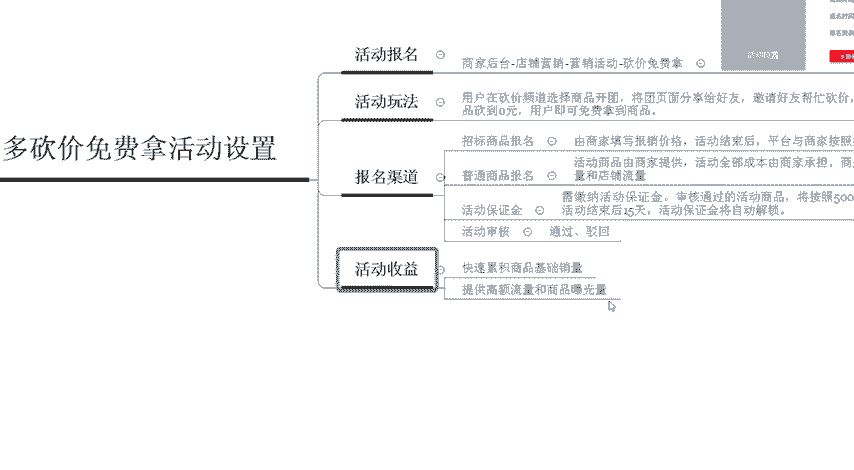 活动报名
商家后台-店铺营销-营销活动-砍价免费拿
活动玩法
用户在砍价频道选择商品开团，将团页面分享给好友，邀请好友帮忙砍价，
品砍到0元，用户即可免费拿到商品。
多砍价免费拿活动设置
报名渠道
招标商品报名
由商家填写报销价格，活动结束后，平台与商家按照
普通商品报名
活动商品由商家提供，活动全部成本由商家承担。商
量和店铺流量
活动保证金
需缴纳活动保证金。审核通过的活动商品，将按照500
活动结束后15天，活动保证金将自动解锁。
活动审核
通过、驳回
活动收益
快速累积商品基础销量
提供高额流量和商品曝光量